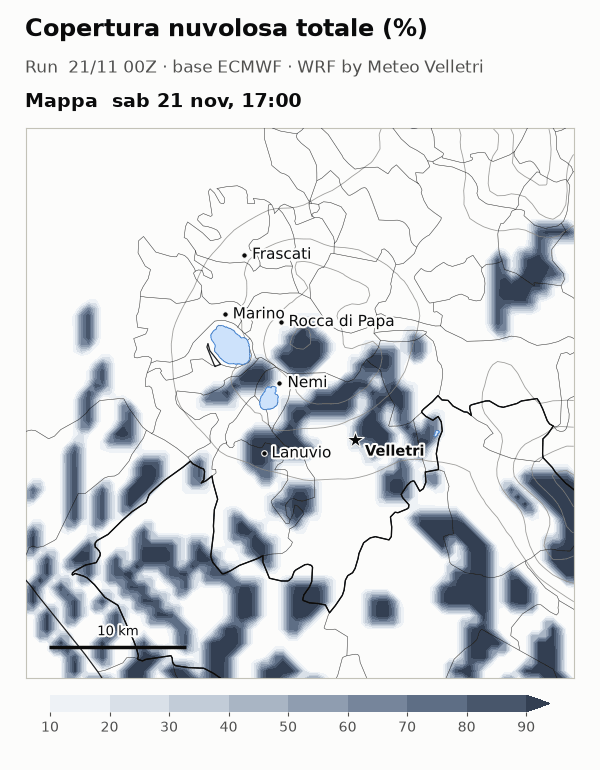 Copertura nuvolosa totale (%)
Run  21/11 00Z · base ECMWF · WRF by Meteo Velletri
Mappa  sab 21 nov, 17:00
Frascati
Marino
Rocca di Papa
Nemi
Velletri
Lanuvio
10 km
10 20 30 40 50 60 70 80 90